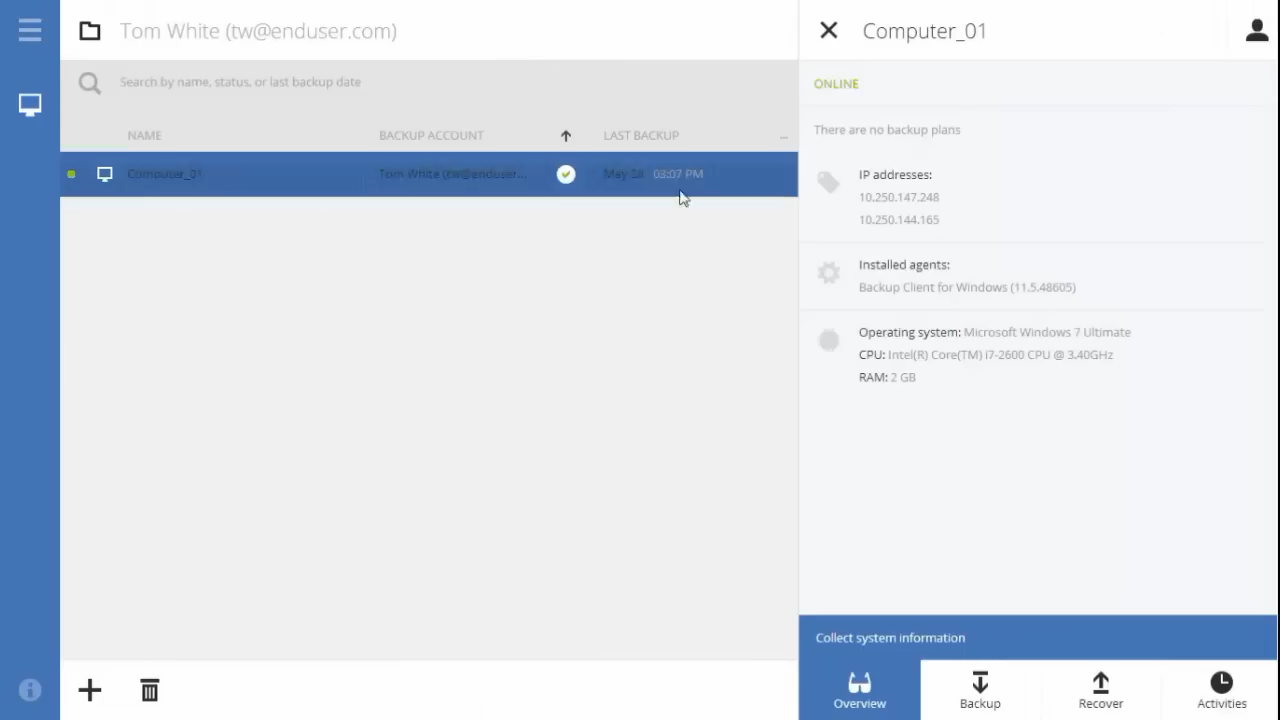 Tom White (tw@enduser.com)
Computer_01
Search by name, status, or last backup date
NAME BACKUP ACCOUNT LAST BACKUP
Computer_01 Tom White (tw@enduser... May 28 03:07 PM
ONLINE
There are no backup plans
IP addresses:
10.250.147.248
10.250.144.165
Installed agents:
Backup Client for Windows (11.5.48605)
Operating system: Microsoft Windows 7 Ultimate
CPU: Intel(R) Core(TM) i7-2600 CPU @ 3.40GHz
RAM: 2 GB
Collect system information
Overview Backup Recover Activities